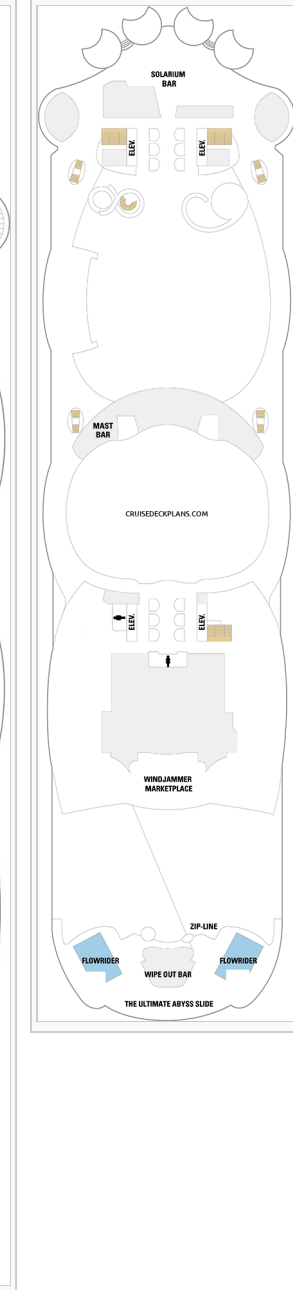 SOLARIUM
BAR
ELEV.
ELEV.
MAST
BAR
CRUISEDECKPLANS.COM
ELEV.
ELEV.
WINDJAMMER
MARKETPLACE
ZIP-LINE
FLOWRIDER
FLOWRIDER
WIPE OUT BAR
THE ULTIMATE ABYSS SLIDE